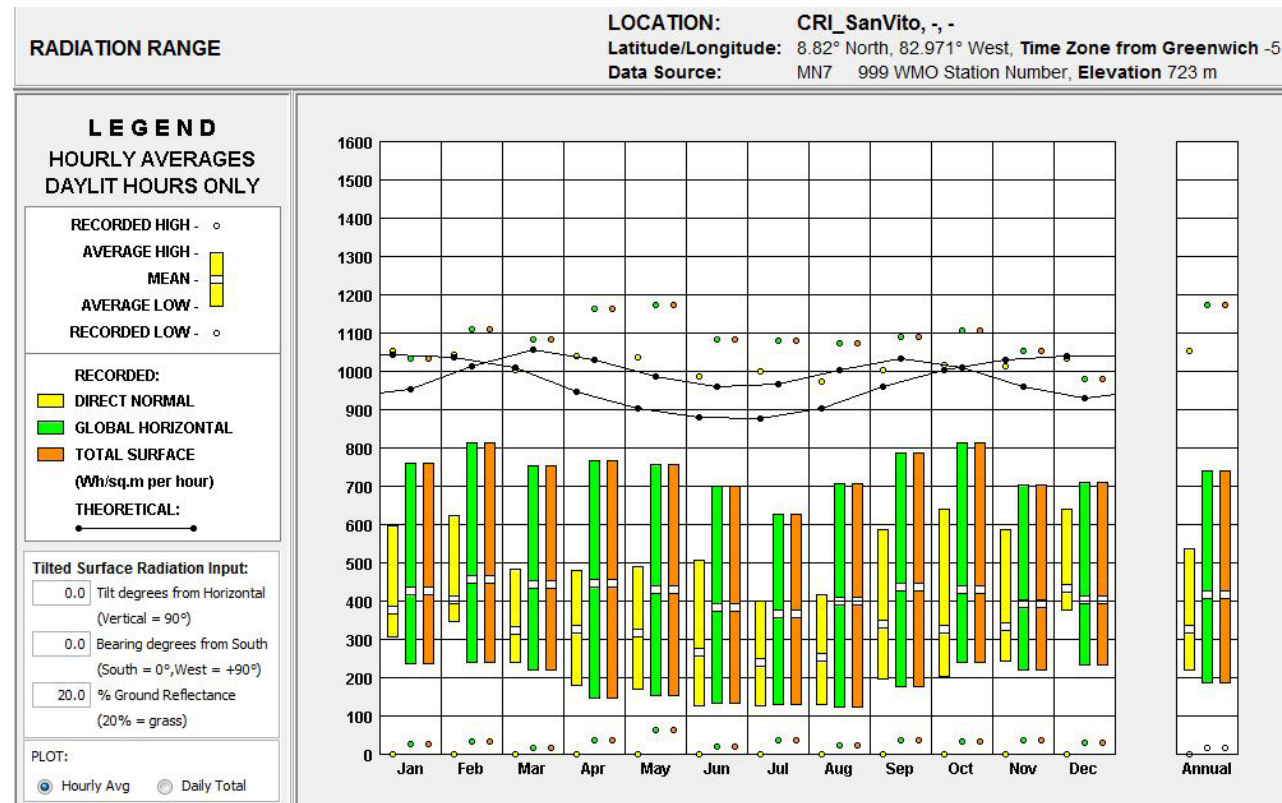 RADIATION RANGE
LOCATION: CRI_SanVito, -, -
Latitude/Longitude: 8.82° North, 82.971° West, Time Zone from Greenwich -5
Data Source: MN7 999 WMO Station Number, Elevation 723 m
LEGEND
HOURLY AVERAGES
DAYLIT HOURS ONLY
RECORDED HIGH -
AVERAGE HIGH -
MEAN -
AVERAGE LOW -
RECORDED LOW -
RECORDED:
DIRECT NORMAL
GLOBAL HORIZONTAL
TOTAL SURFACE
(Wh/sq.m per hour)
THEORETICAL:
Tilted Surface Radiation Input:
0.0 Tilt degrees from Horizontal
(Vertical = 90°)
0.0 Bearing degrees from South
(South = 0°,West = +90°)
20.0 % Ground Reflectance
(20% = grass)
PLOT:
Hourly Avg Daily Total
1600
1500
1400
1300
1200
1100
1000
900
800
700
600
500
400
300
200
100
0
Jan Feb Mar Apr May Jun Jul Aug Sep Oct Nov Dec Annual